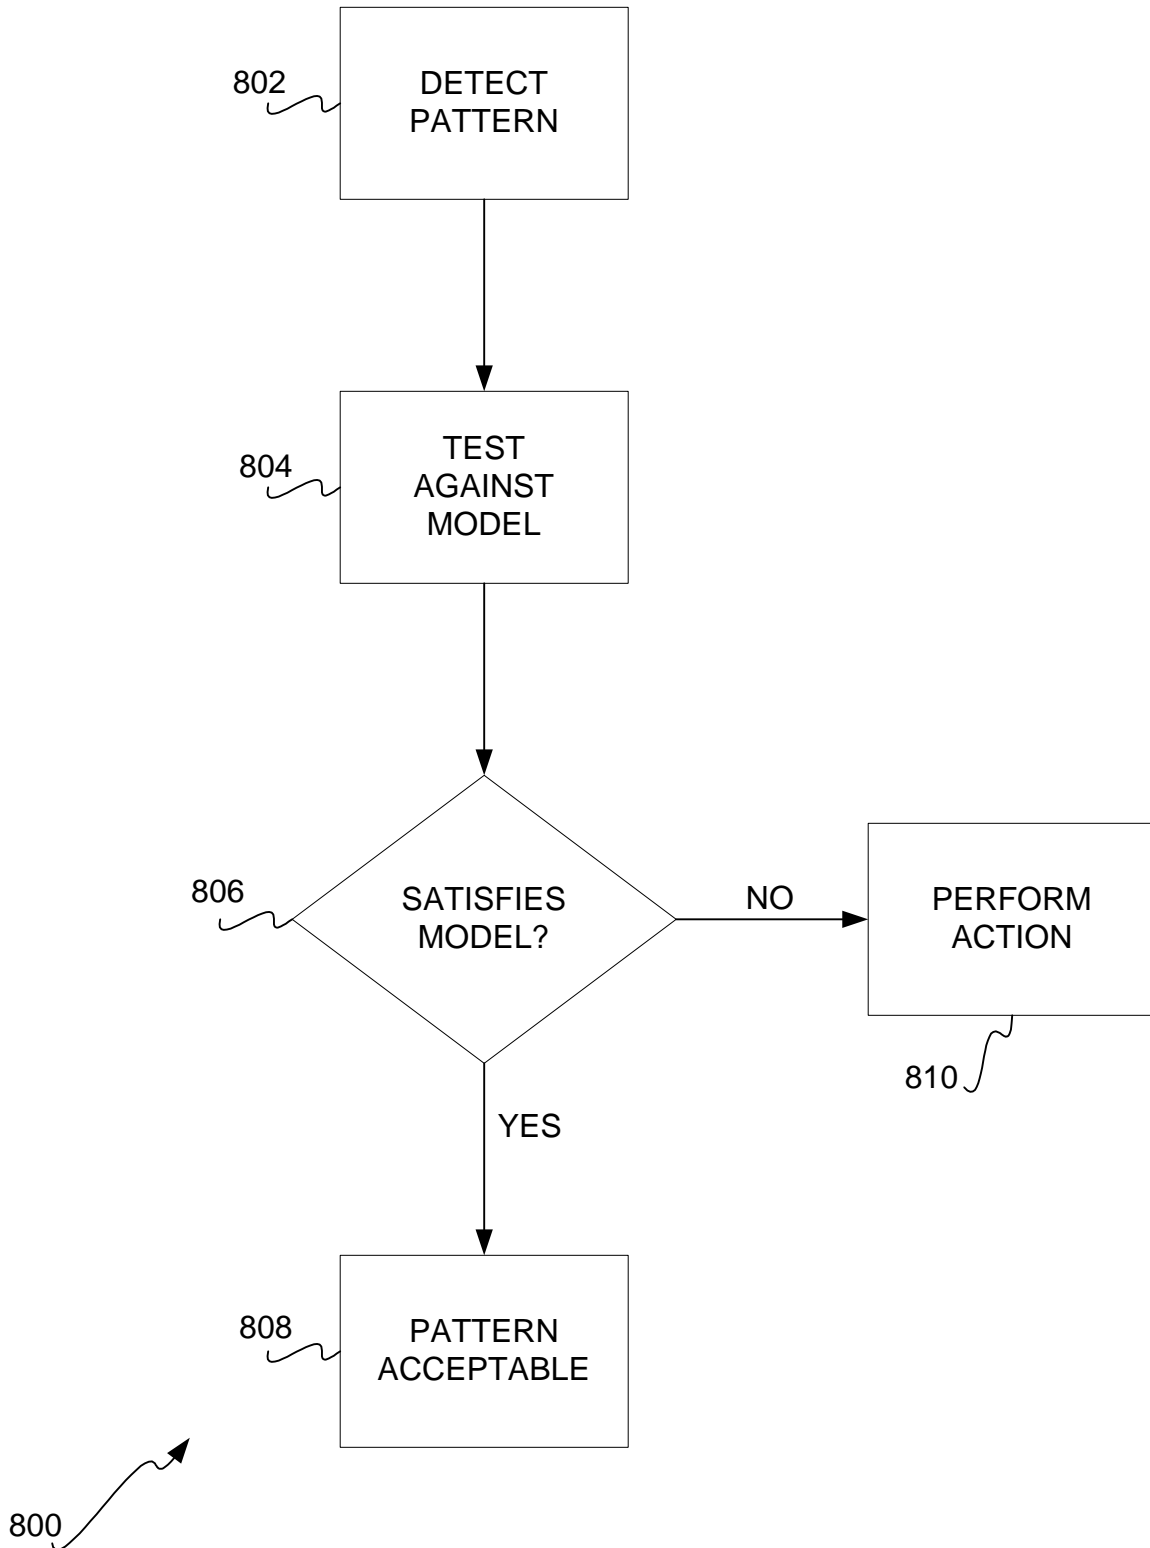 802
DETECT
PATTERN
804
TEST
AGAINST
MODEL
806
SATISFIES
MODEL?
NO
PERFORM
ACTION
810
YES
808
PATTERN
ACCEPTABLE
800